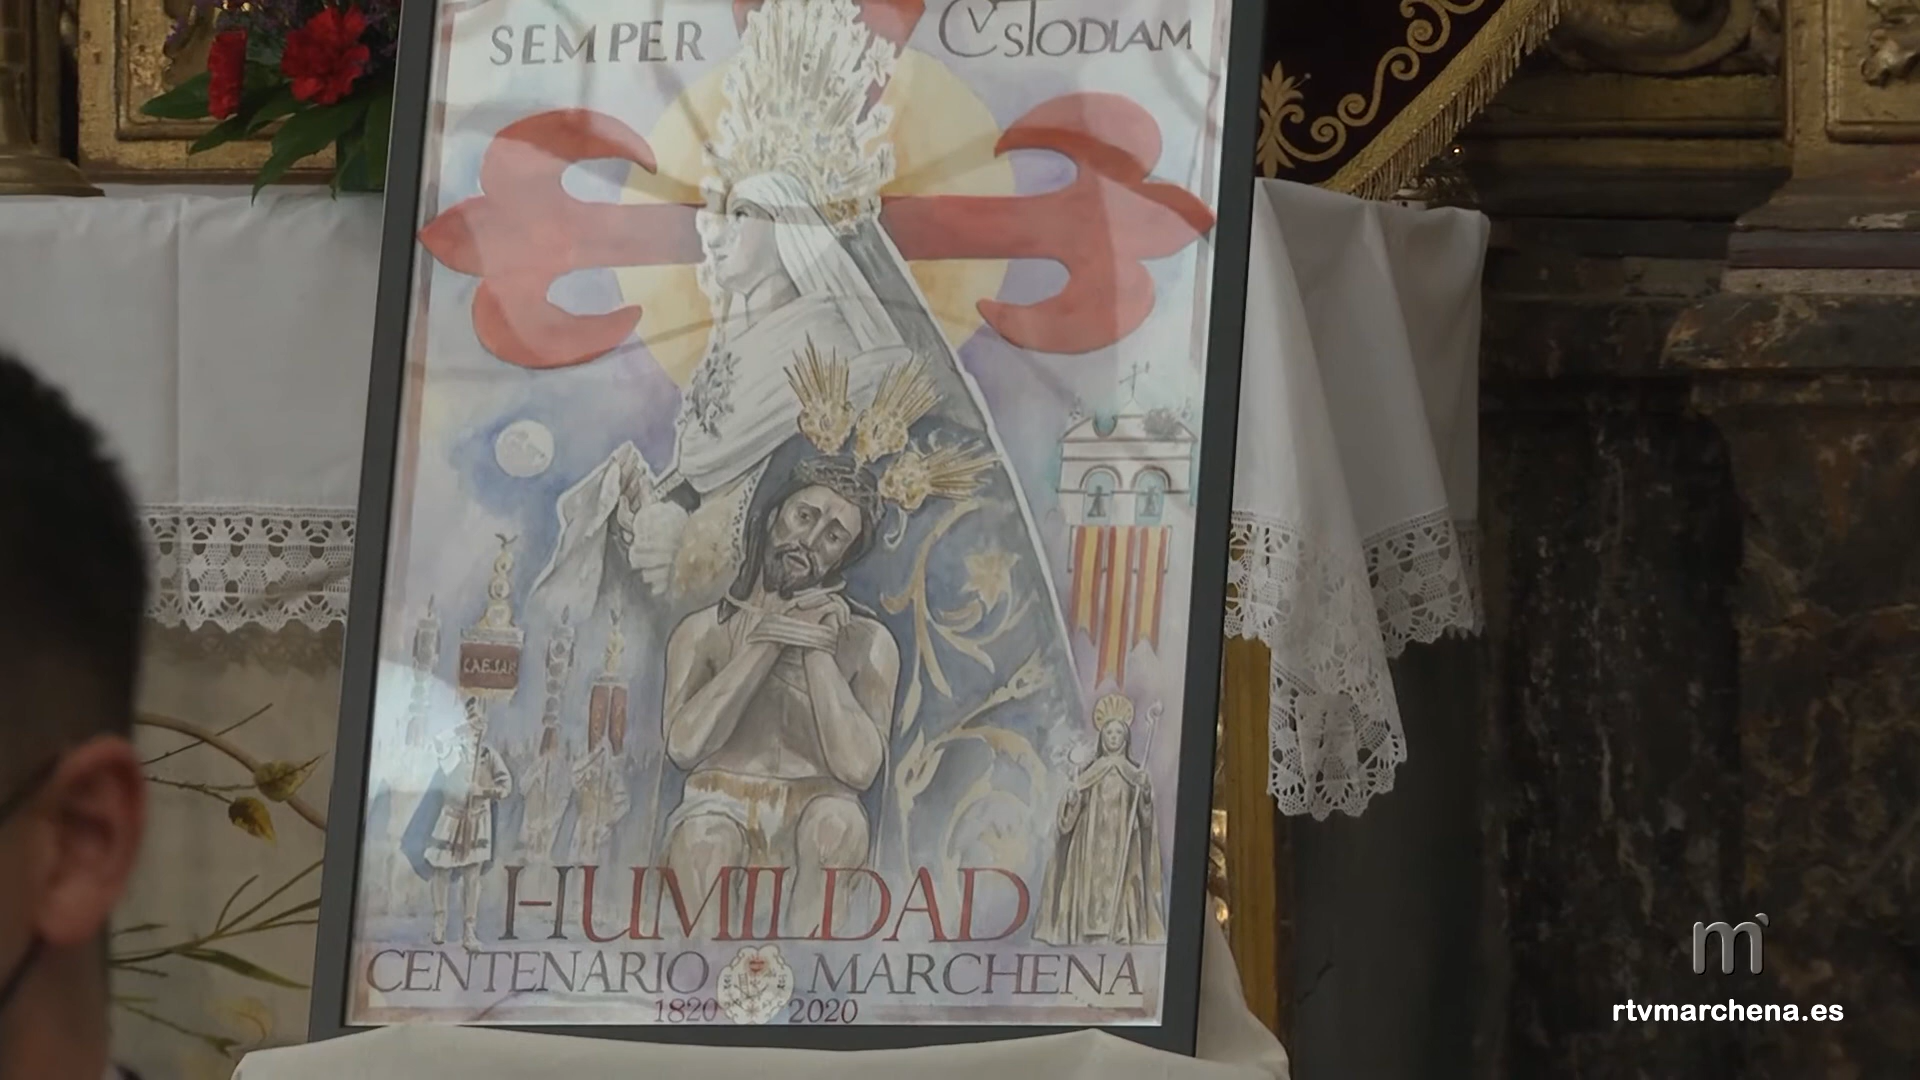 SEMPER CVSTODIAM
CAESAR
HUMILDAD
CENTENARIO MARCHENA
1820 2020
m
rtvmarchena.es